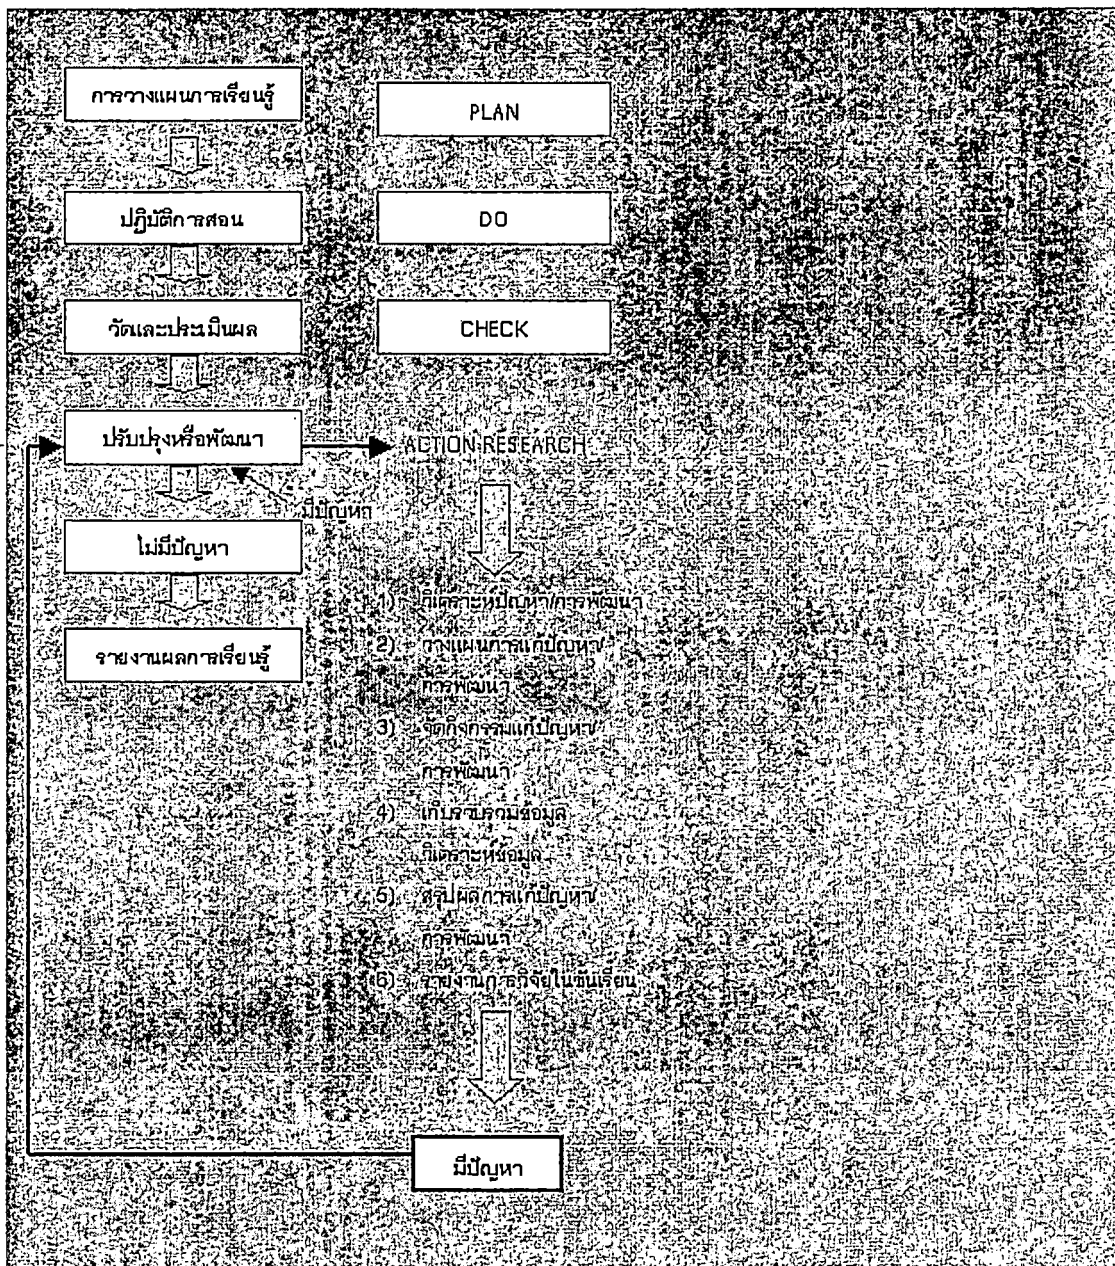 การวางแผนการเรียนรู้
PLAN
ปฏิบัติการสอน
DO
วัดและประเมินผล
CHECK
ปรับปรุงหรือพัฒนา
ACTION RESEARCH
มีปัญหา
ไม่มีปัญหา
รายงานผลการเรียนรู้
1) วิเคราะห์ปัญหา/การพัฒนา
2) วางแผนการแก้ปัญหา/
การพัฒนา
3) จัดกิจกรรมแก้ปัญหา/
การพัฒนา
4) เก็บรวบรวมข้อมูล
วิเคราะห์ข้อมูล
5) สรุปผลการแก้ปัญหา/
การพัฒนา
6) รายงานการวิจัยในชั้นเรียน
มีปัญหา